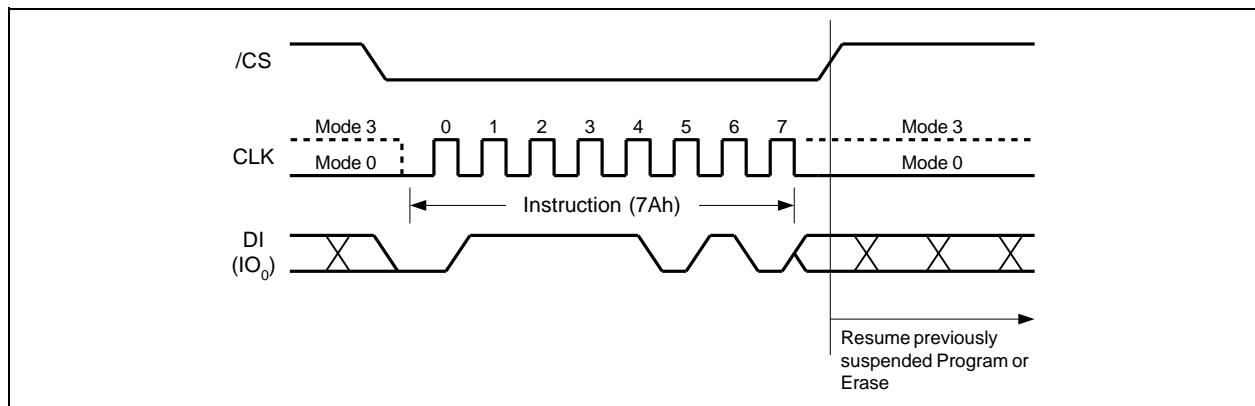 /CS
Mode 3
0 1 2 3 4 5 6 7
Mode 3
CLK
Mode 0
Mode 0
Instruction (7Ah)
DI
(IO0)
Resume previously
suspended Program or
Erase